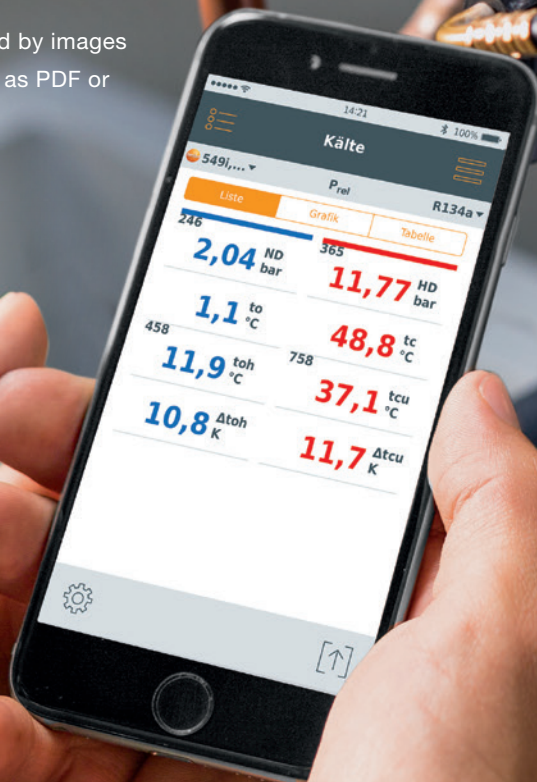 d by images
as PDF or
14:21
100%
Kälte
549i,...
Prel
R134a
Liste
Grafik
Tabelle
246
2,04 ND bar
365
11,77 HD bar
1,1 to °C
48,8 tc °C
458
11,9 toh °C
758
37,1 tcu °C
10,8 Δtoh K
11,7 Δtcu K